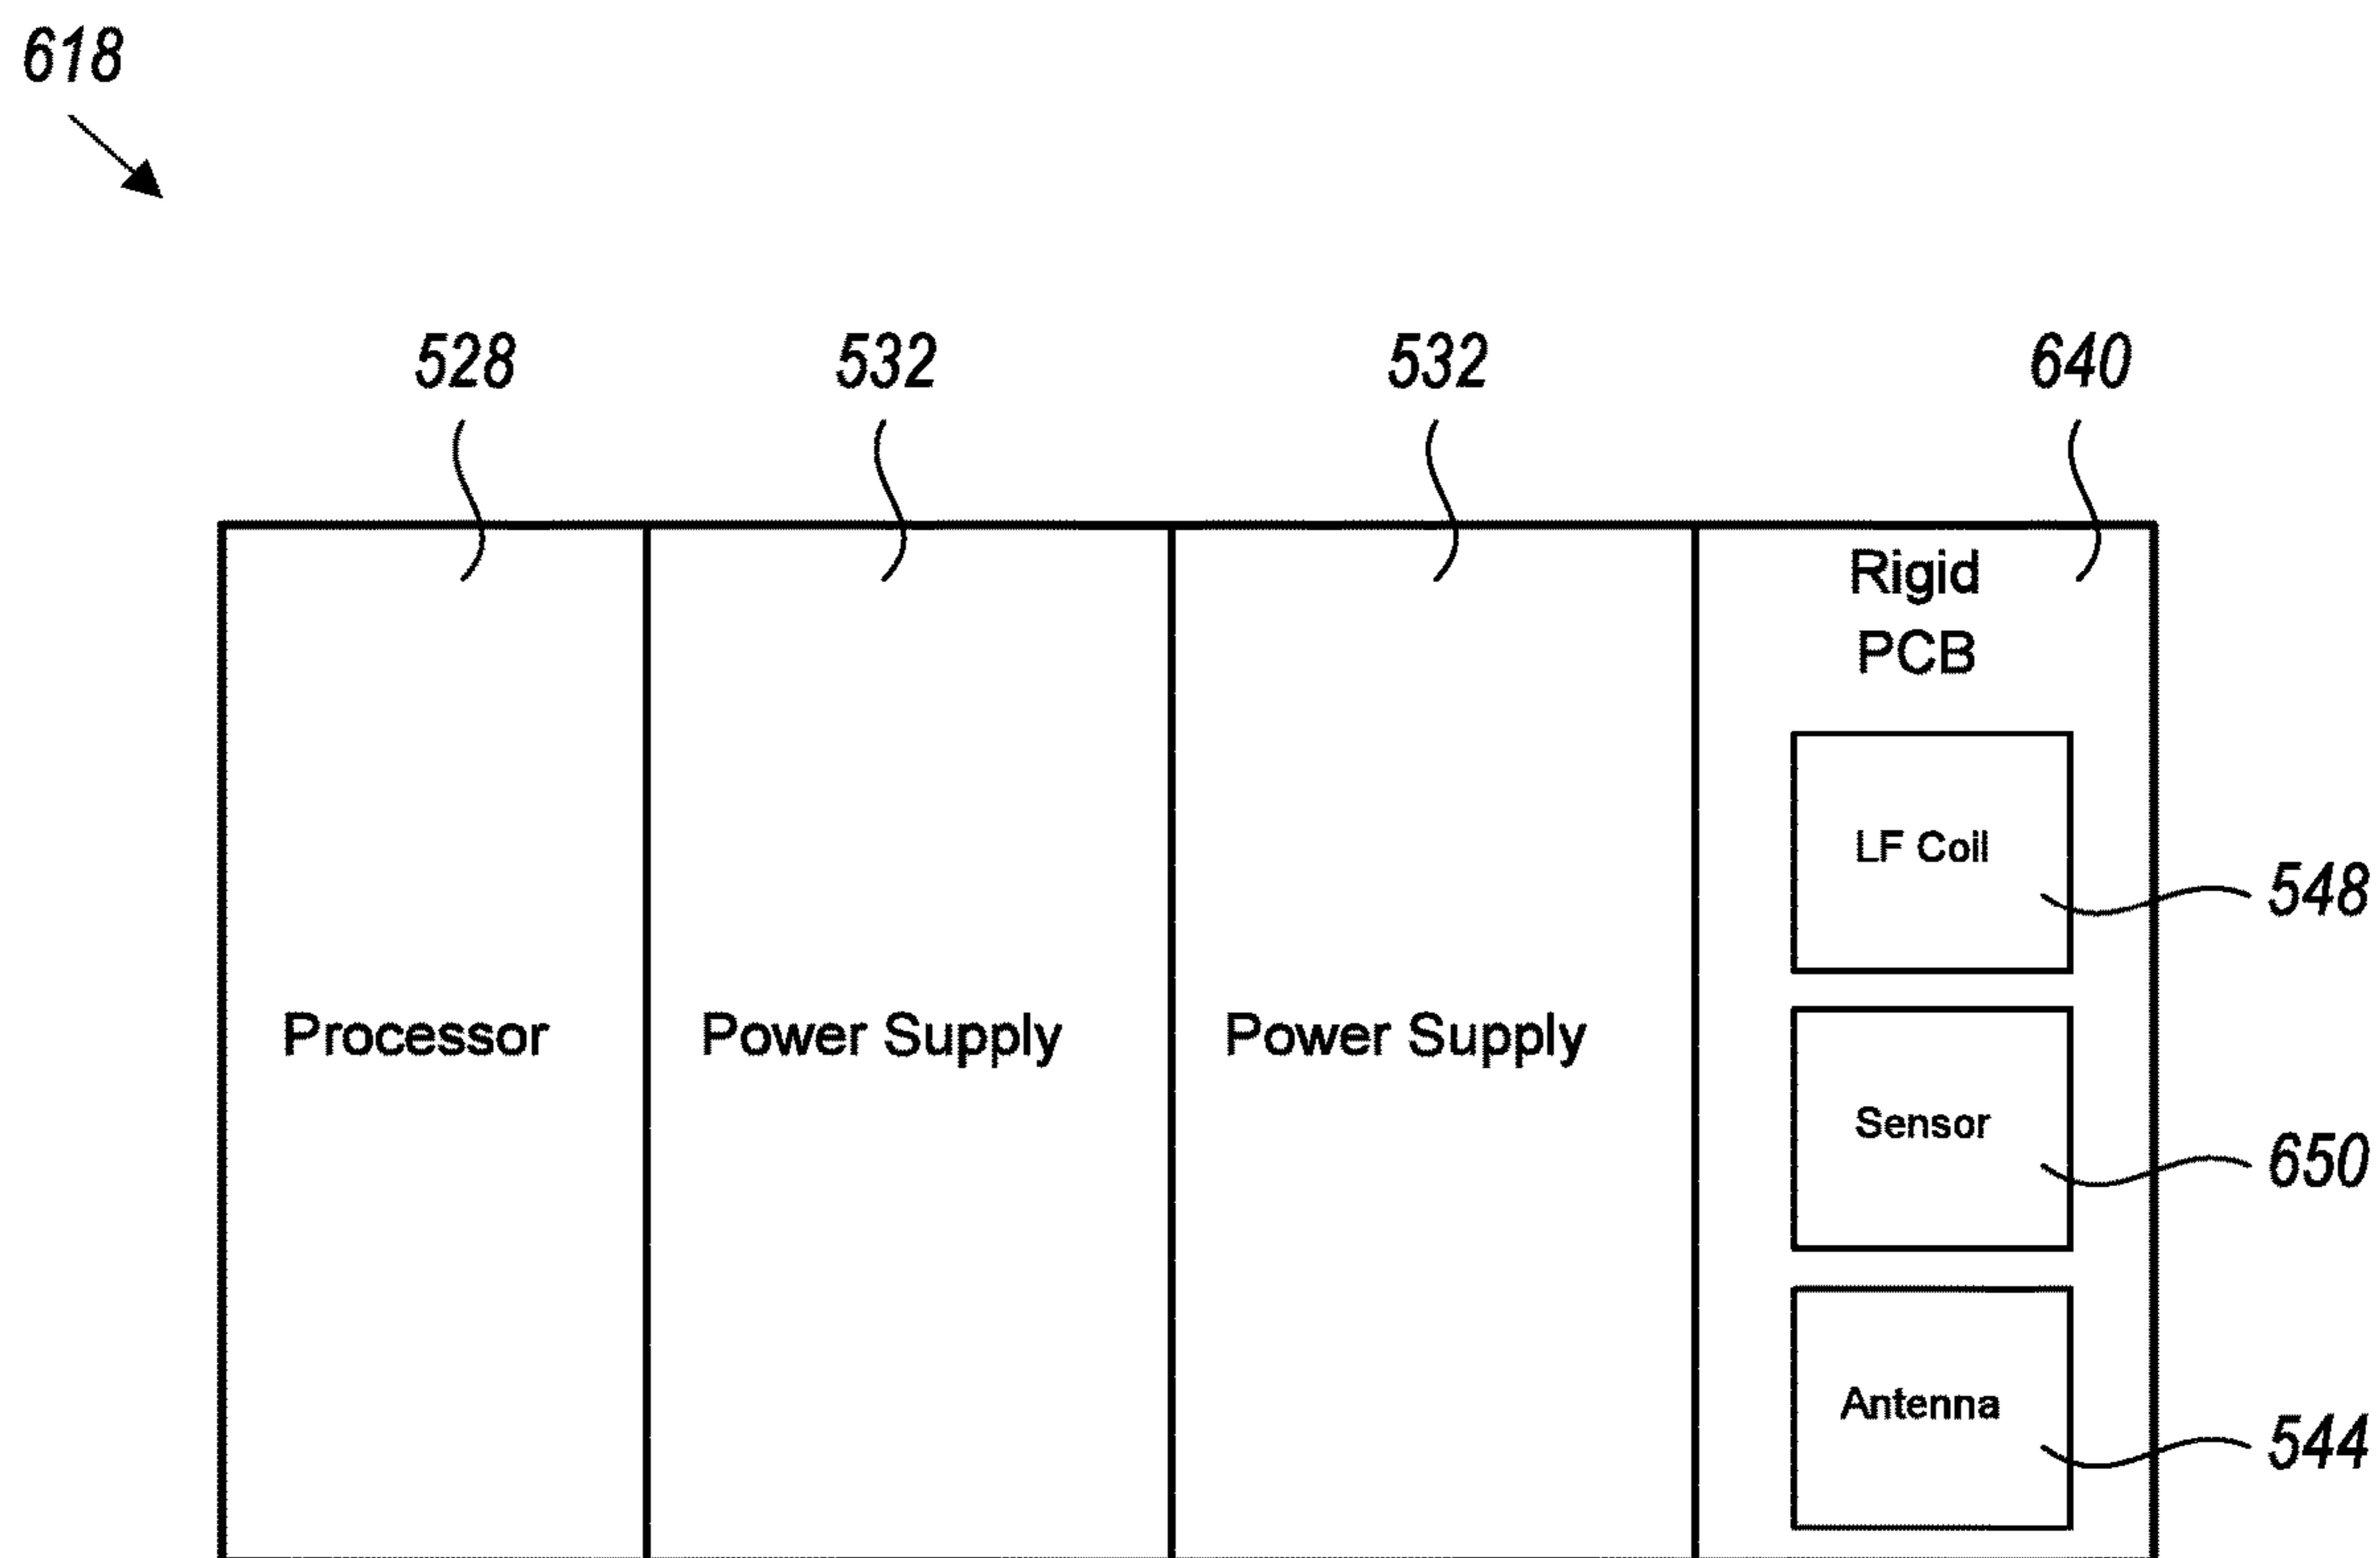 618
528
532
532
640
Rigid
PCB
LF Coil
548
Processor
Power Supply
Power Supply
Sensor
650
Antenna
544